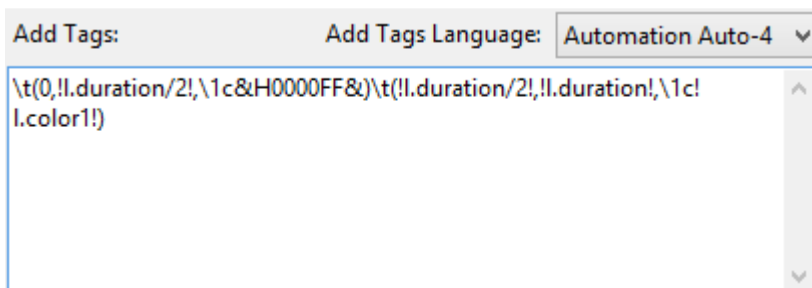 Add Tags: Add Tags Language: Automation Auto-4
\t(0,!l.duration/2!,\1c&H0000FF&)\t(!l.duration/2!,!l.duration!,\1c!
l.color1!)